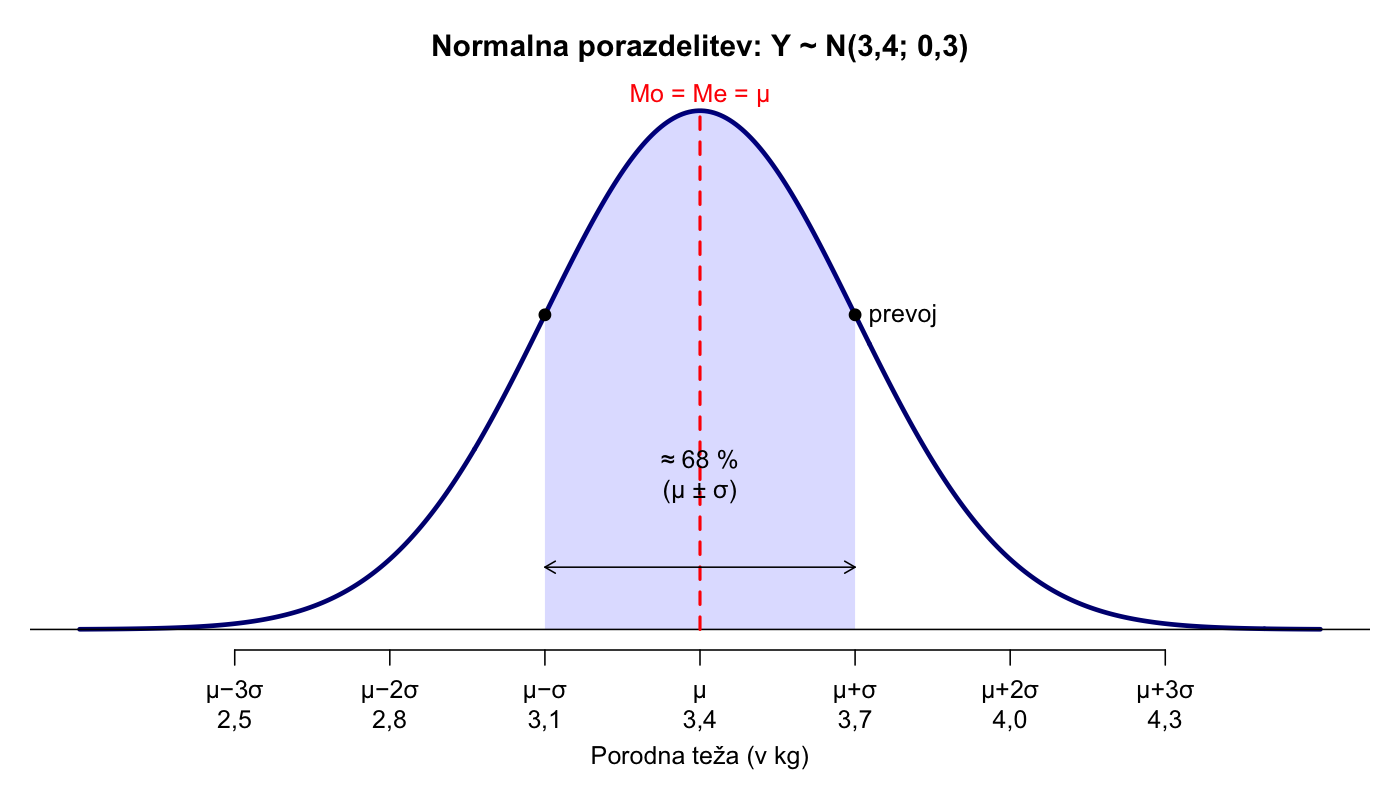 Normalna porazdelitev: Y ~ N(3,4; 0,3)
Mo = Me = μ
prevoj
≈ 68 %
(μ ± σ)
μ−3σ μ−2σ μ−σ μ μ+σ μ+2σ μ+3σ
2,5 2,8 3,1 3,4 3,7 4,0 4,3
Porodna teža (v kg)